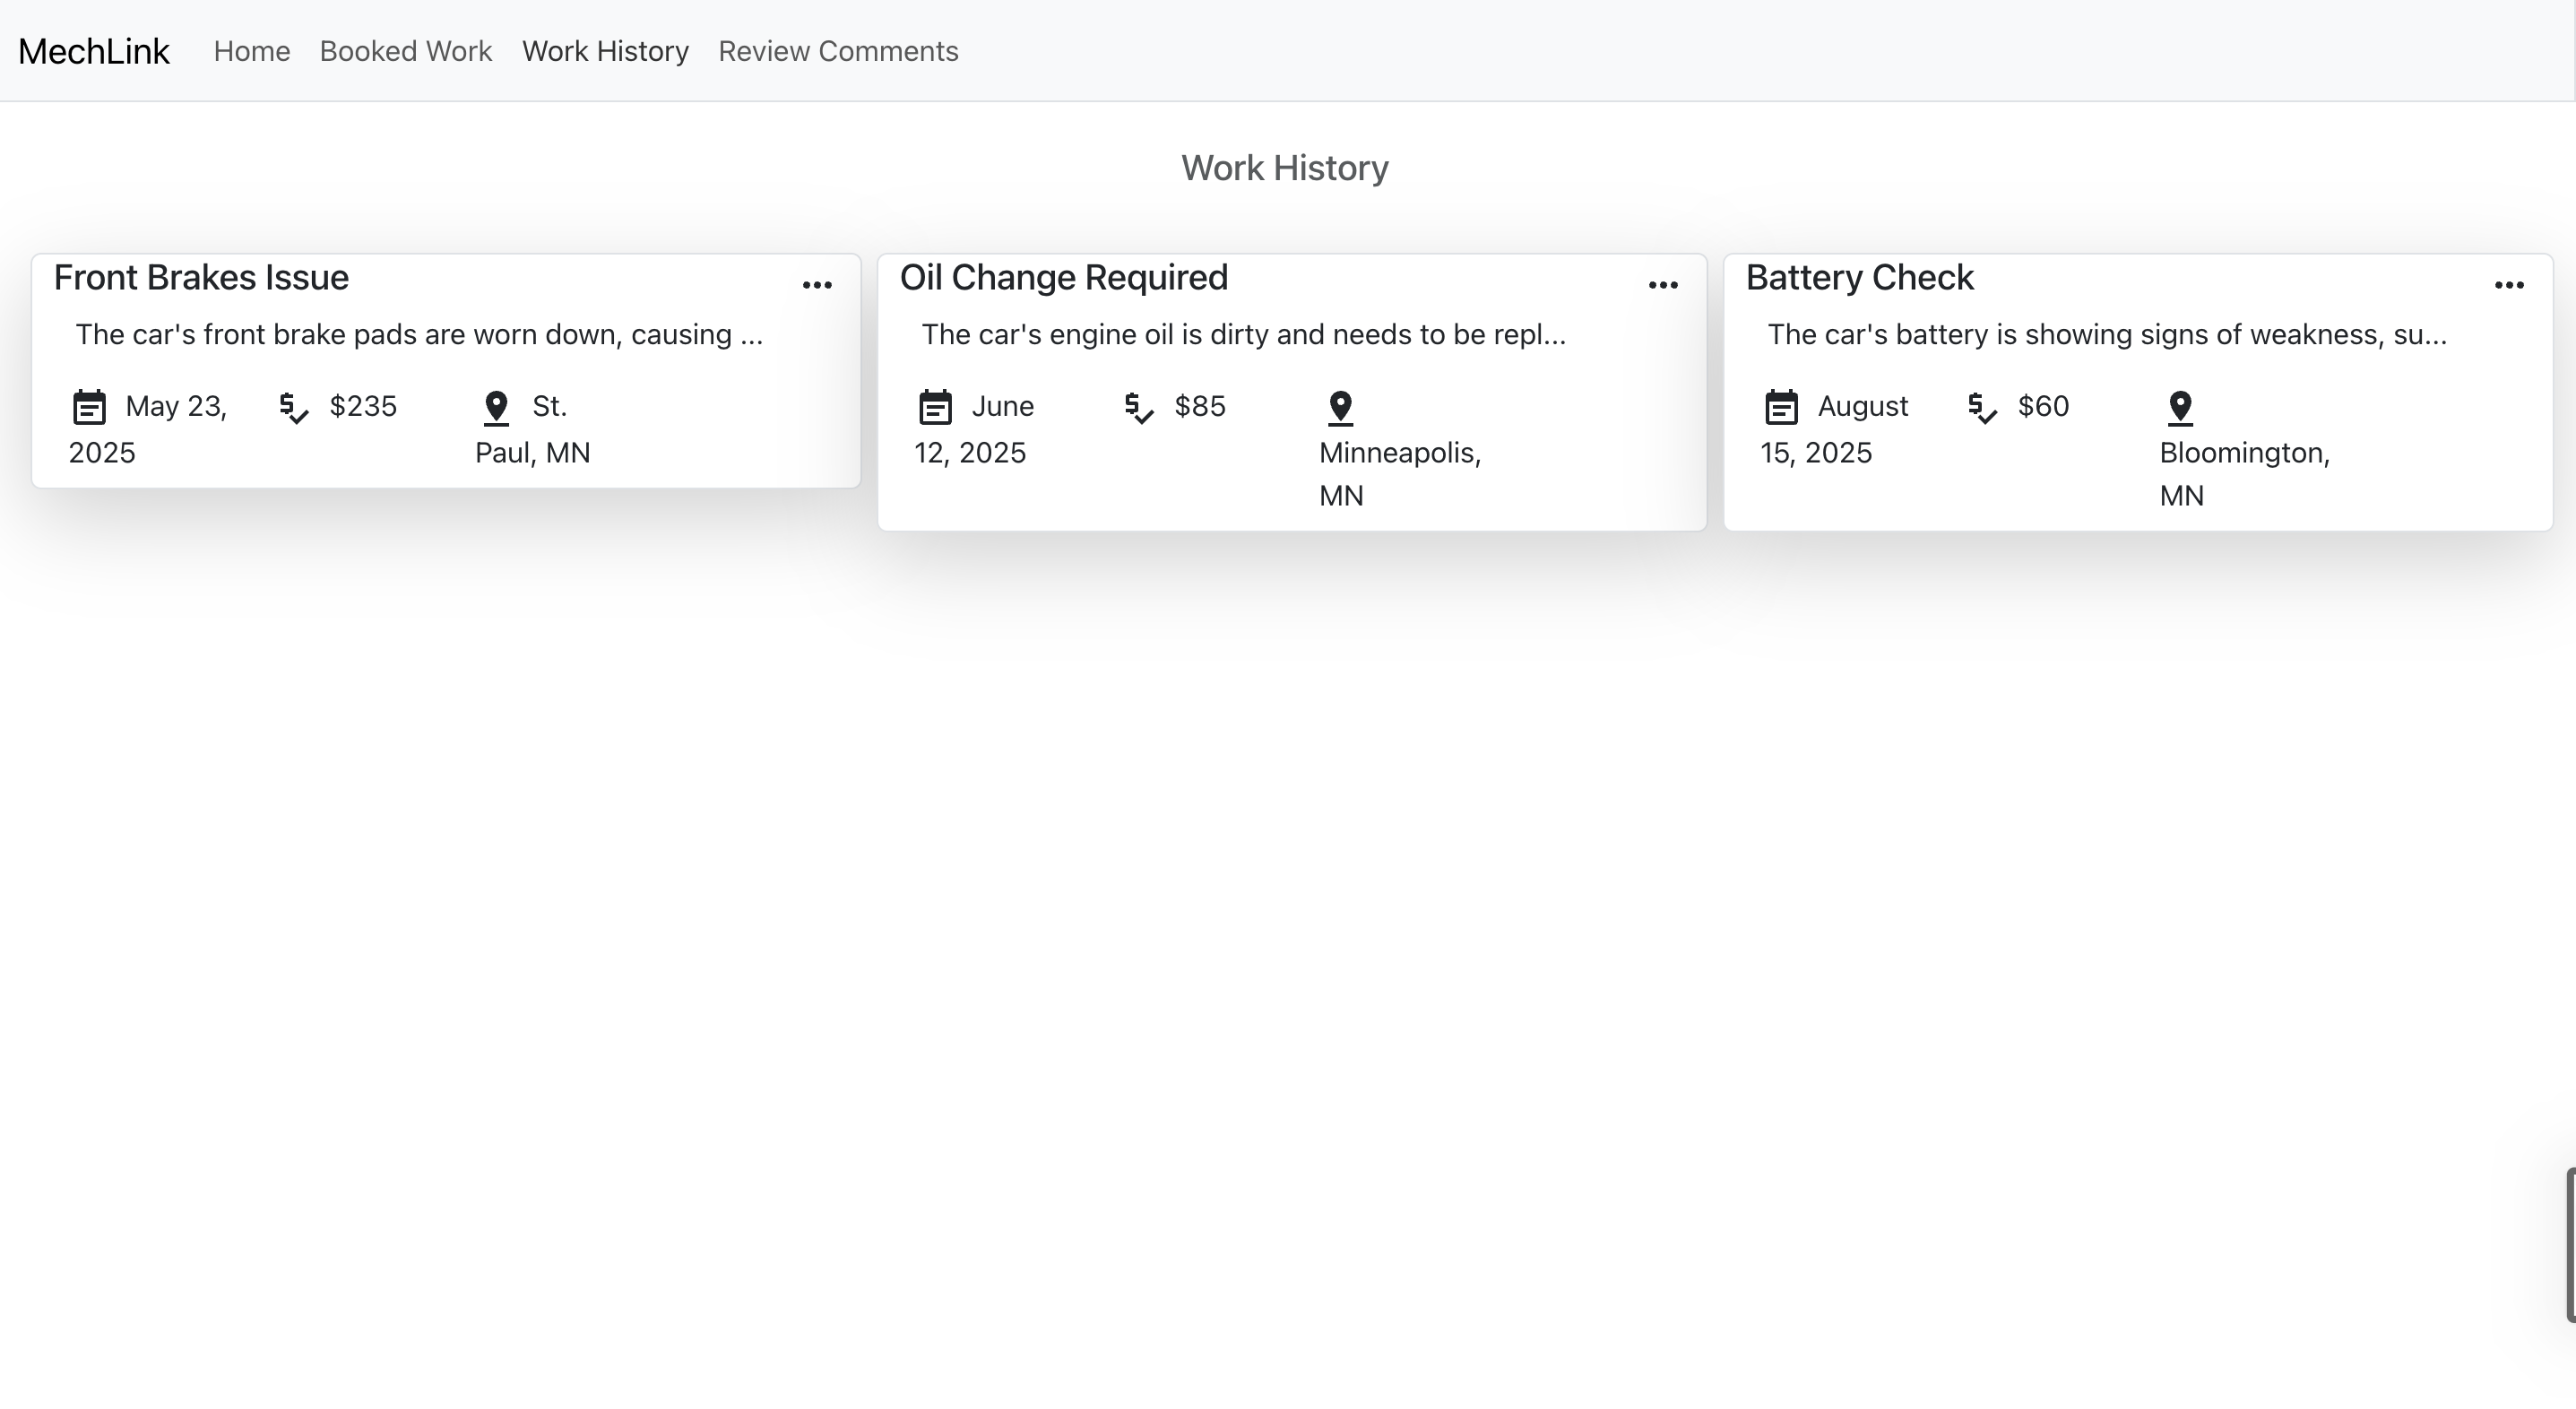 MechLink Home Booked Work Work History Review Comments
Work History
Front Brakes Issue
The car's front brake pads are worn down, causing ...
May 23,
2025
$235
St.
Paul, MN
Oil Change Required
The car's engine oil is dirty and needs to be repl...
June
12, 2025
$85
Minneapolis,
MN
Battery Check
The car's battery is showing signs of weakness, su...
August
15, 2025
$60
Bloomington,
MN